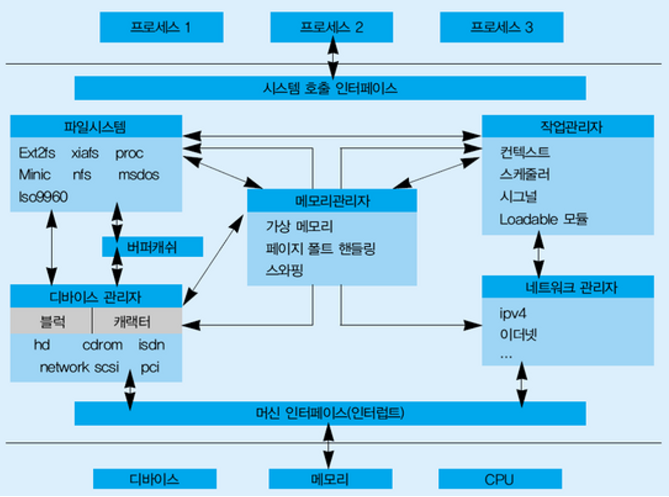 프로세스 1
프로세스 2
프로세스 3
시스템 호출 인터페이스
파일시스템
Ext2fs xiafs proc
Minic nfs msdos
Iso9960
작업관리자
컨텍스트
스케줄러
시그널
Loadable 모듈
메모리관리자
가상 메모리
페이지 폴트 핸들링
스와핑
버퍼캐쉬
디바이스 관리자
블럭 캐랙터
hd cdrom isdn
network scsi pci
네트워크 관리자
ipv4
이더넷
...
머신 인터페이스(인터럽트)
디바이스
메모리
CPU